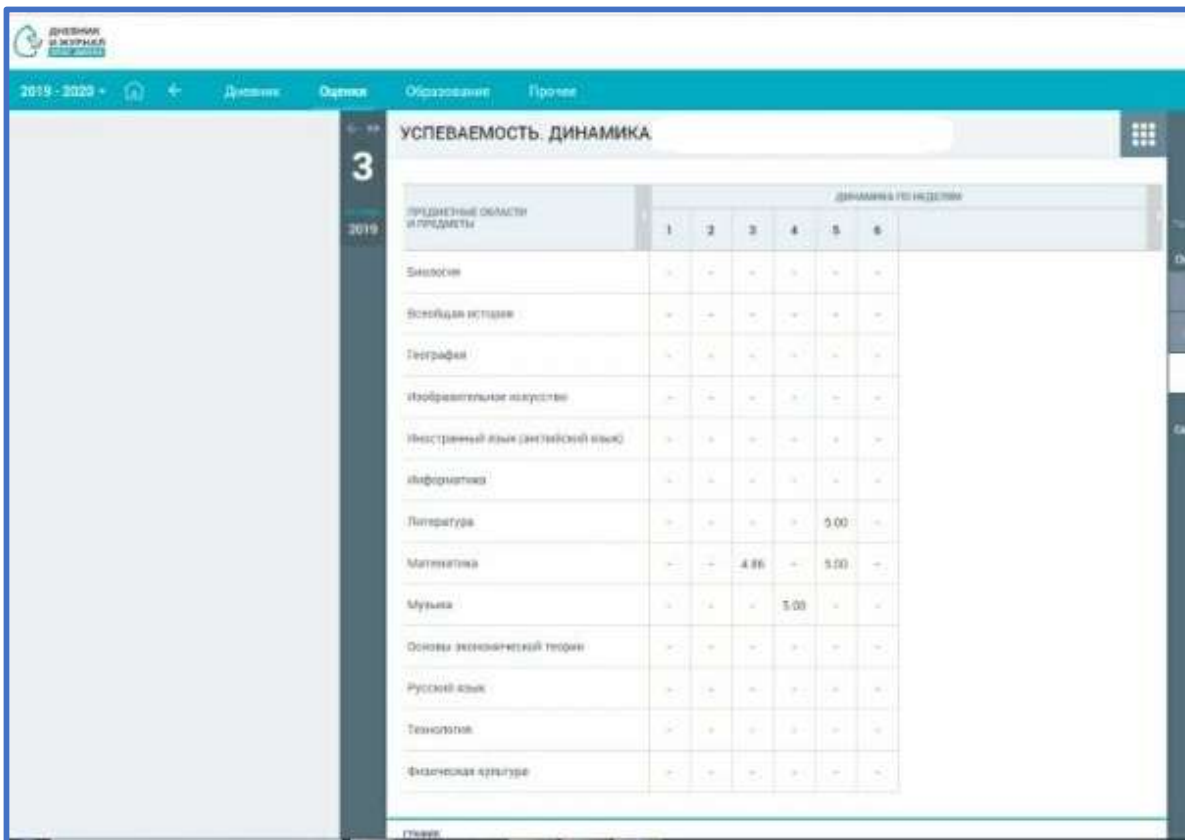 ДНЕВНИК
И ЖУРНАЛ
2019 - 2020
Дневник
Оценки
Образование
Прочее
3
2019
УСПЕВАЕМОСТЬ. ДИНАМИКА
ПРЕДМЕТНЫЕ ОБЛАСТИ
И ПРЕДМЕТЫ
ДИНАМИКА ПО НЕДЕЛЯМ
1 2 3 4 5 6
Биология - - - - - -
Всеобщая история - - - - - -
География - - - - - -
Изобразительное искусство - - - - - -
Иностранный язык (английский язык) - - - - - -
Информатика - - - - - -
Литература - - - - 5.00 -
Математика - - 4.86 - 5.00 -
Музыка - - - 5.00 - -
Основы экономической теории - - - - - -
Русский язык - - - - - -
Технология - - - - - -
Физическая культура - - - - - -